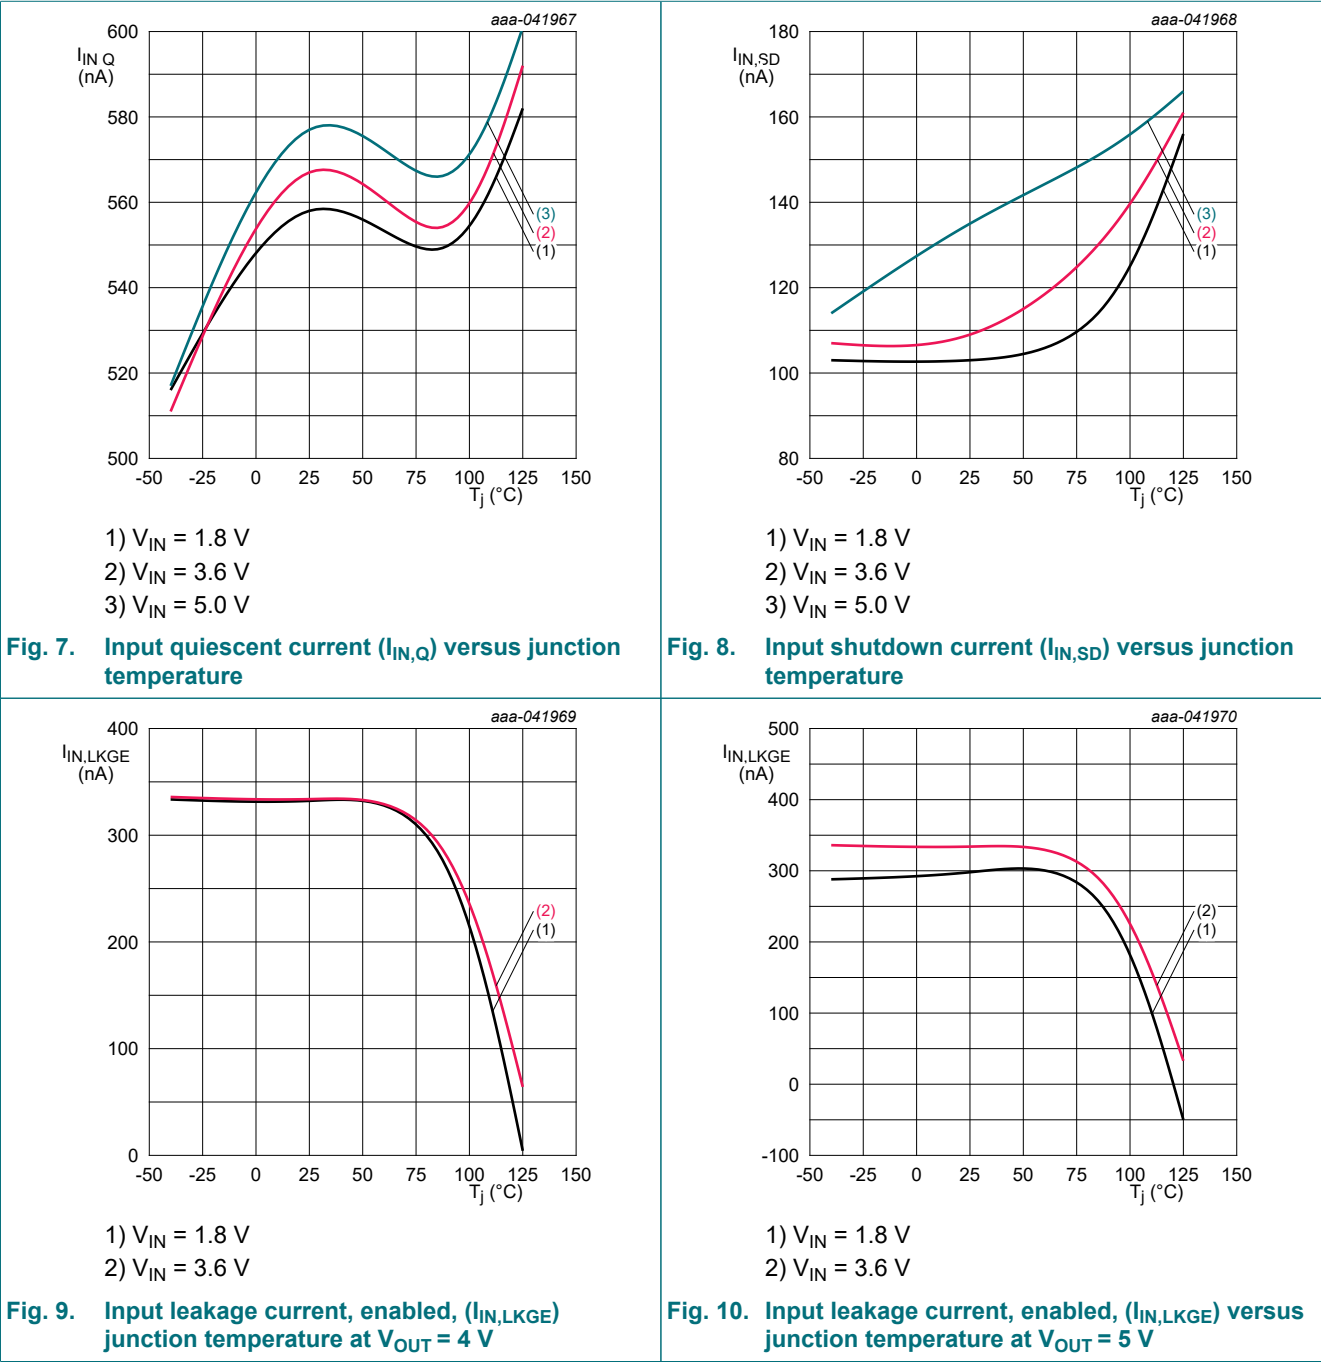 aaa-041967
600
580
560
540
520
500
I_IN Q
(nA)
(3)
(2)
(1)
-50 -25 0 25 50 75 100 125 150
T_j (°C)
1) V_IN = 1.8 V
2) V_IN = 3.6 V
3) V_IN = 5.0 V
Fig. 7. Input quiescent current (I_IN,Q) versus junction
temperature
aaa-041968
180
160
140
120
100
80
I_IN,SD
(nA)
(3)
(2)
(1)
-50 -25 0 25 50 75 100 125 150
T_j (°C)
1) V_IN = 1.8 V
2) V_IN = 3.6 V
3) V_IN = 5.0 V
Fig. 8. Input shutdown current (I_IN,SD) versus junction
temperature
aaa-041969
400
300
200
100
0
I_IN,LKGE
(nA)
(2)
(1)
-50 -25 0 25 50 75 100 125 150
T_j (°C)
1) V_IN = 1.8 V
2) V_IN = 3.6 V
Fig. 9. Input leakage current, enabled, (I_IN,LKGE)
junction temperature at V_OUT = 4 V
aaa-041970
500
400
300
200
100
0
-100
I_IN,LKGE
(nA)
(2)
(1)
-50 -25 0 25 50 75 100 125 150
T_j (°C)
1) V_IN = 1.8 V
2) V_IN = 3.6 V
Fig. 10. Input leakage current, enabled, (I_IN,LKGE) versus
junction temperature at V_OUT = 5 V